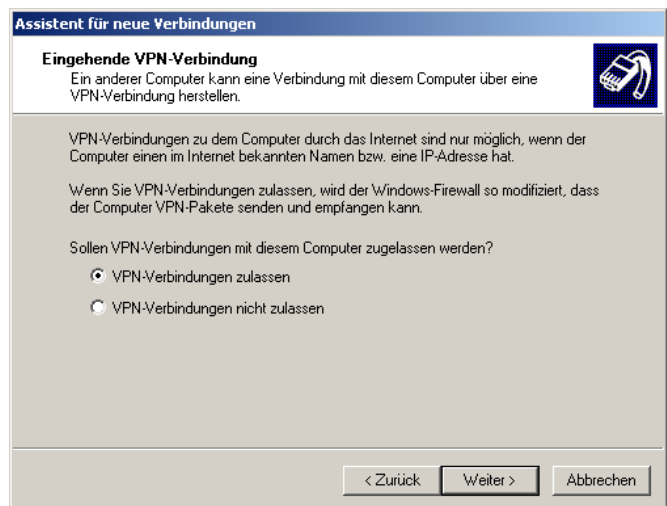 Assistent für neue Verbindungen
Eingehende VPN-Verbindung
Ein anderer Computer kann eine Verbindung mit diesem Computer über eine
VPN-Verbindung herstellen.
VPN-Verbindungen zu dem Computer durch das Internet sind nur möglich, wenn der
Computer einen im Internet bekannten Namen bzw. eine IP-Adresse hat.
Wenn Sie VPN-Verbindungen zulassen, wird der Windows-Firewall so modifiziert, dass
der Computer VPN-Pakete senden und empfangen kann.
Sollen VPN-Verbindungen mit diesem Computer zugelassen werden?
VPN-Verbindungen zulassen
VPN-Verbindungen nicht zulassen
< Zurück
Weiter >
Abbrechen